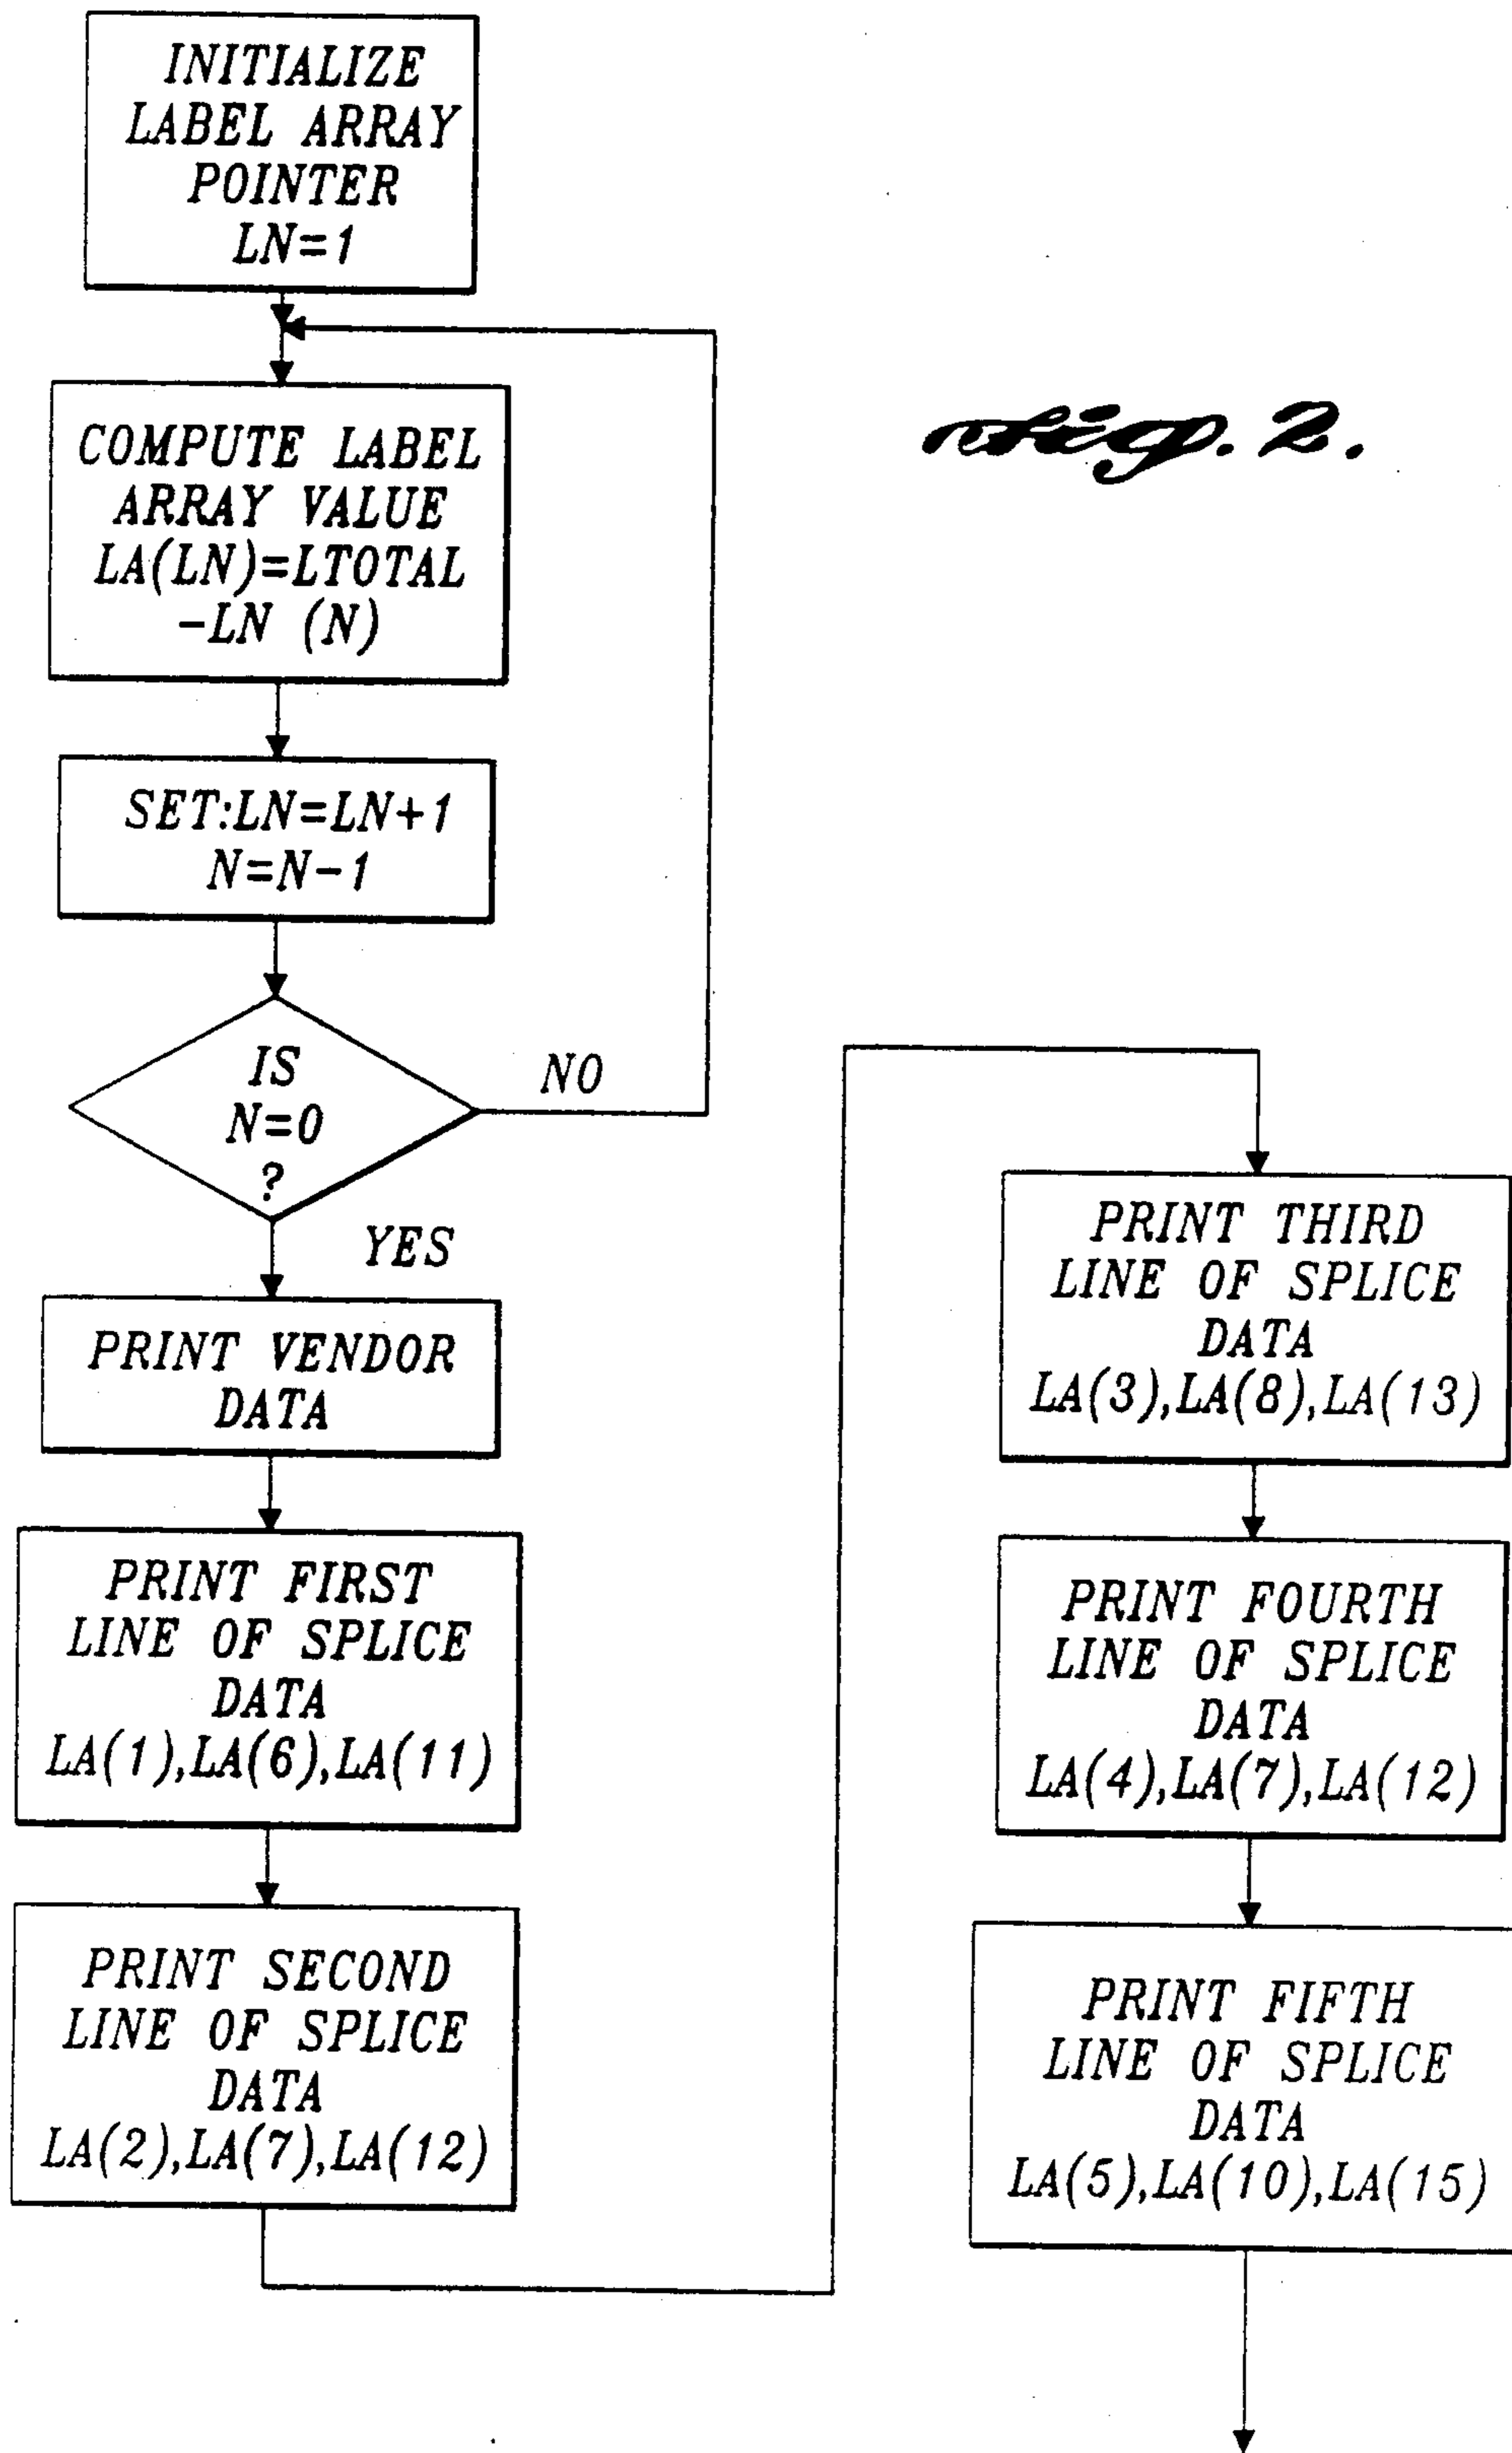 INITIALIZE
LABEL ARRAY
POINTER
LN=1
COMPUTE LABEL
ARRAY VALUE
LA(LN)=LTOTAL
-LN (N)
SET:LN=LN+1
N=N-1
IS
N=0
?
NO
YES
PRINT VENDOR
DATA
PRINT FIRST
LINE OF SPLICE
DATA
LA(1),LA(6),LA(11)
PRINT SECOND
LINE OF SPLICE
DATA
LA(2),LA(7),LA(12)
Fig. 2.
PRINT THIRD
LINE OF SPLICE
DATA
LA(3),LA(8),LA(13)
PRINT FOURTH
LINE OF SPLICE
DATA
LA(4),LA(7),LA(12)
PRINT FIFTH
LINE OF SPLICE
DATA
LA(5),LA(10),LA(15)